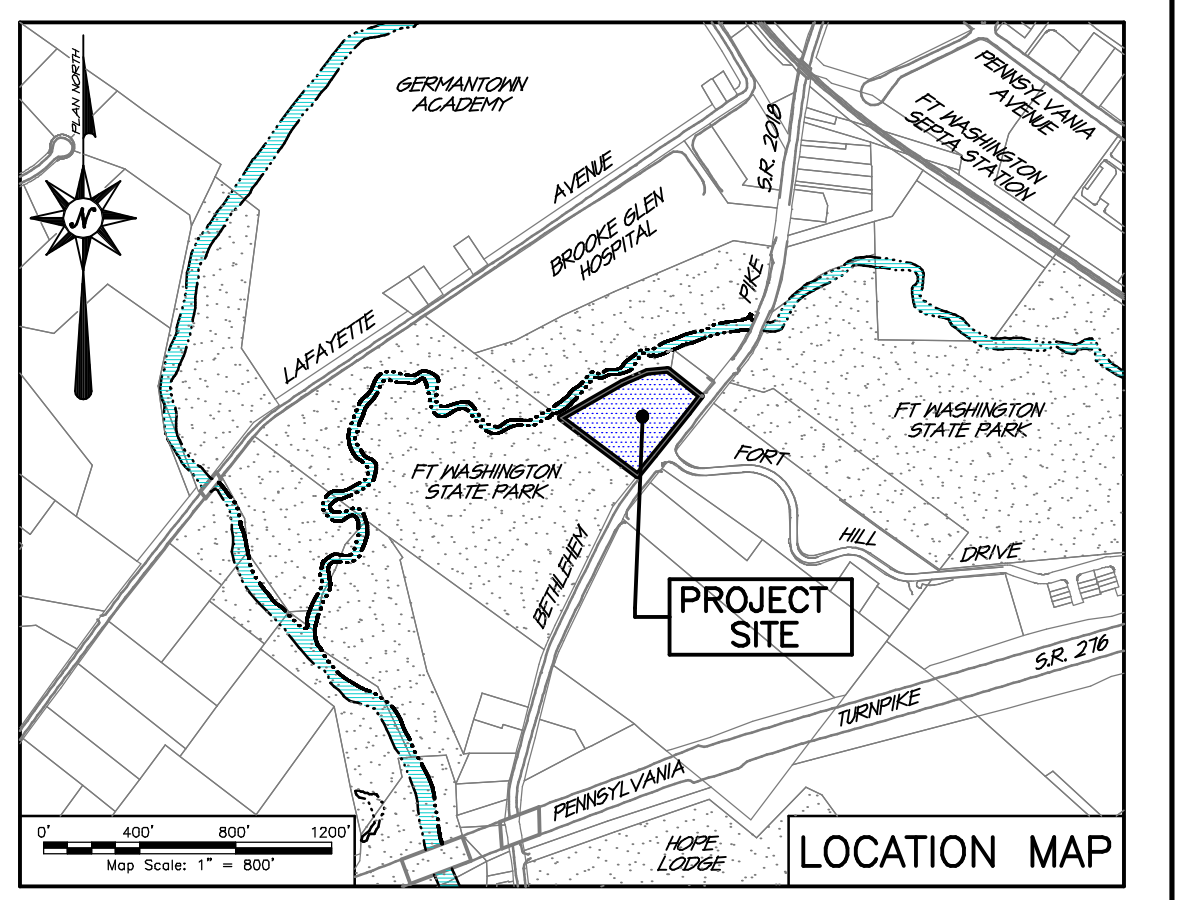 PLAN NORTH
N
GERMANTOWN
ACADEMY
PENNSYLVANIA
AVENUE
FT WASHINGTON
SEPTA STATION
S.R. 2018
LAFAYETTE AVENUE
BROOKE GLEN
HOSPITAL
BETHLEHEM PIKE
FT WASHINGTON
STATE PARK
FT WASHINGTON
STATE PARK
FORT HILL DRIVE
PROJECT
SITE
PENNSYLVANIA TURNPIKE
S.R. 276
HOPE
LODGE
0' 400' 800' 1200'
Map Scale: 1" = 800'
LOCATION MAP